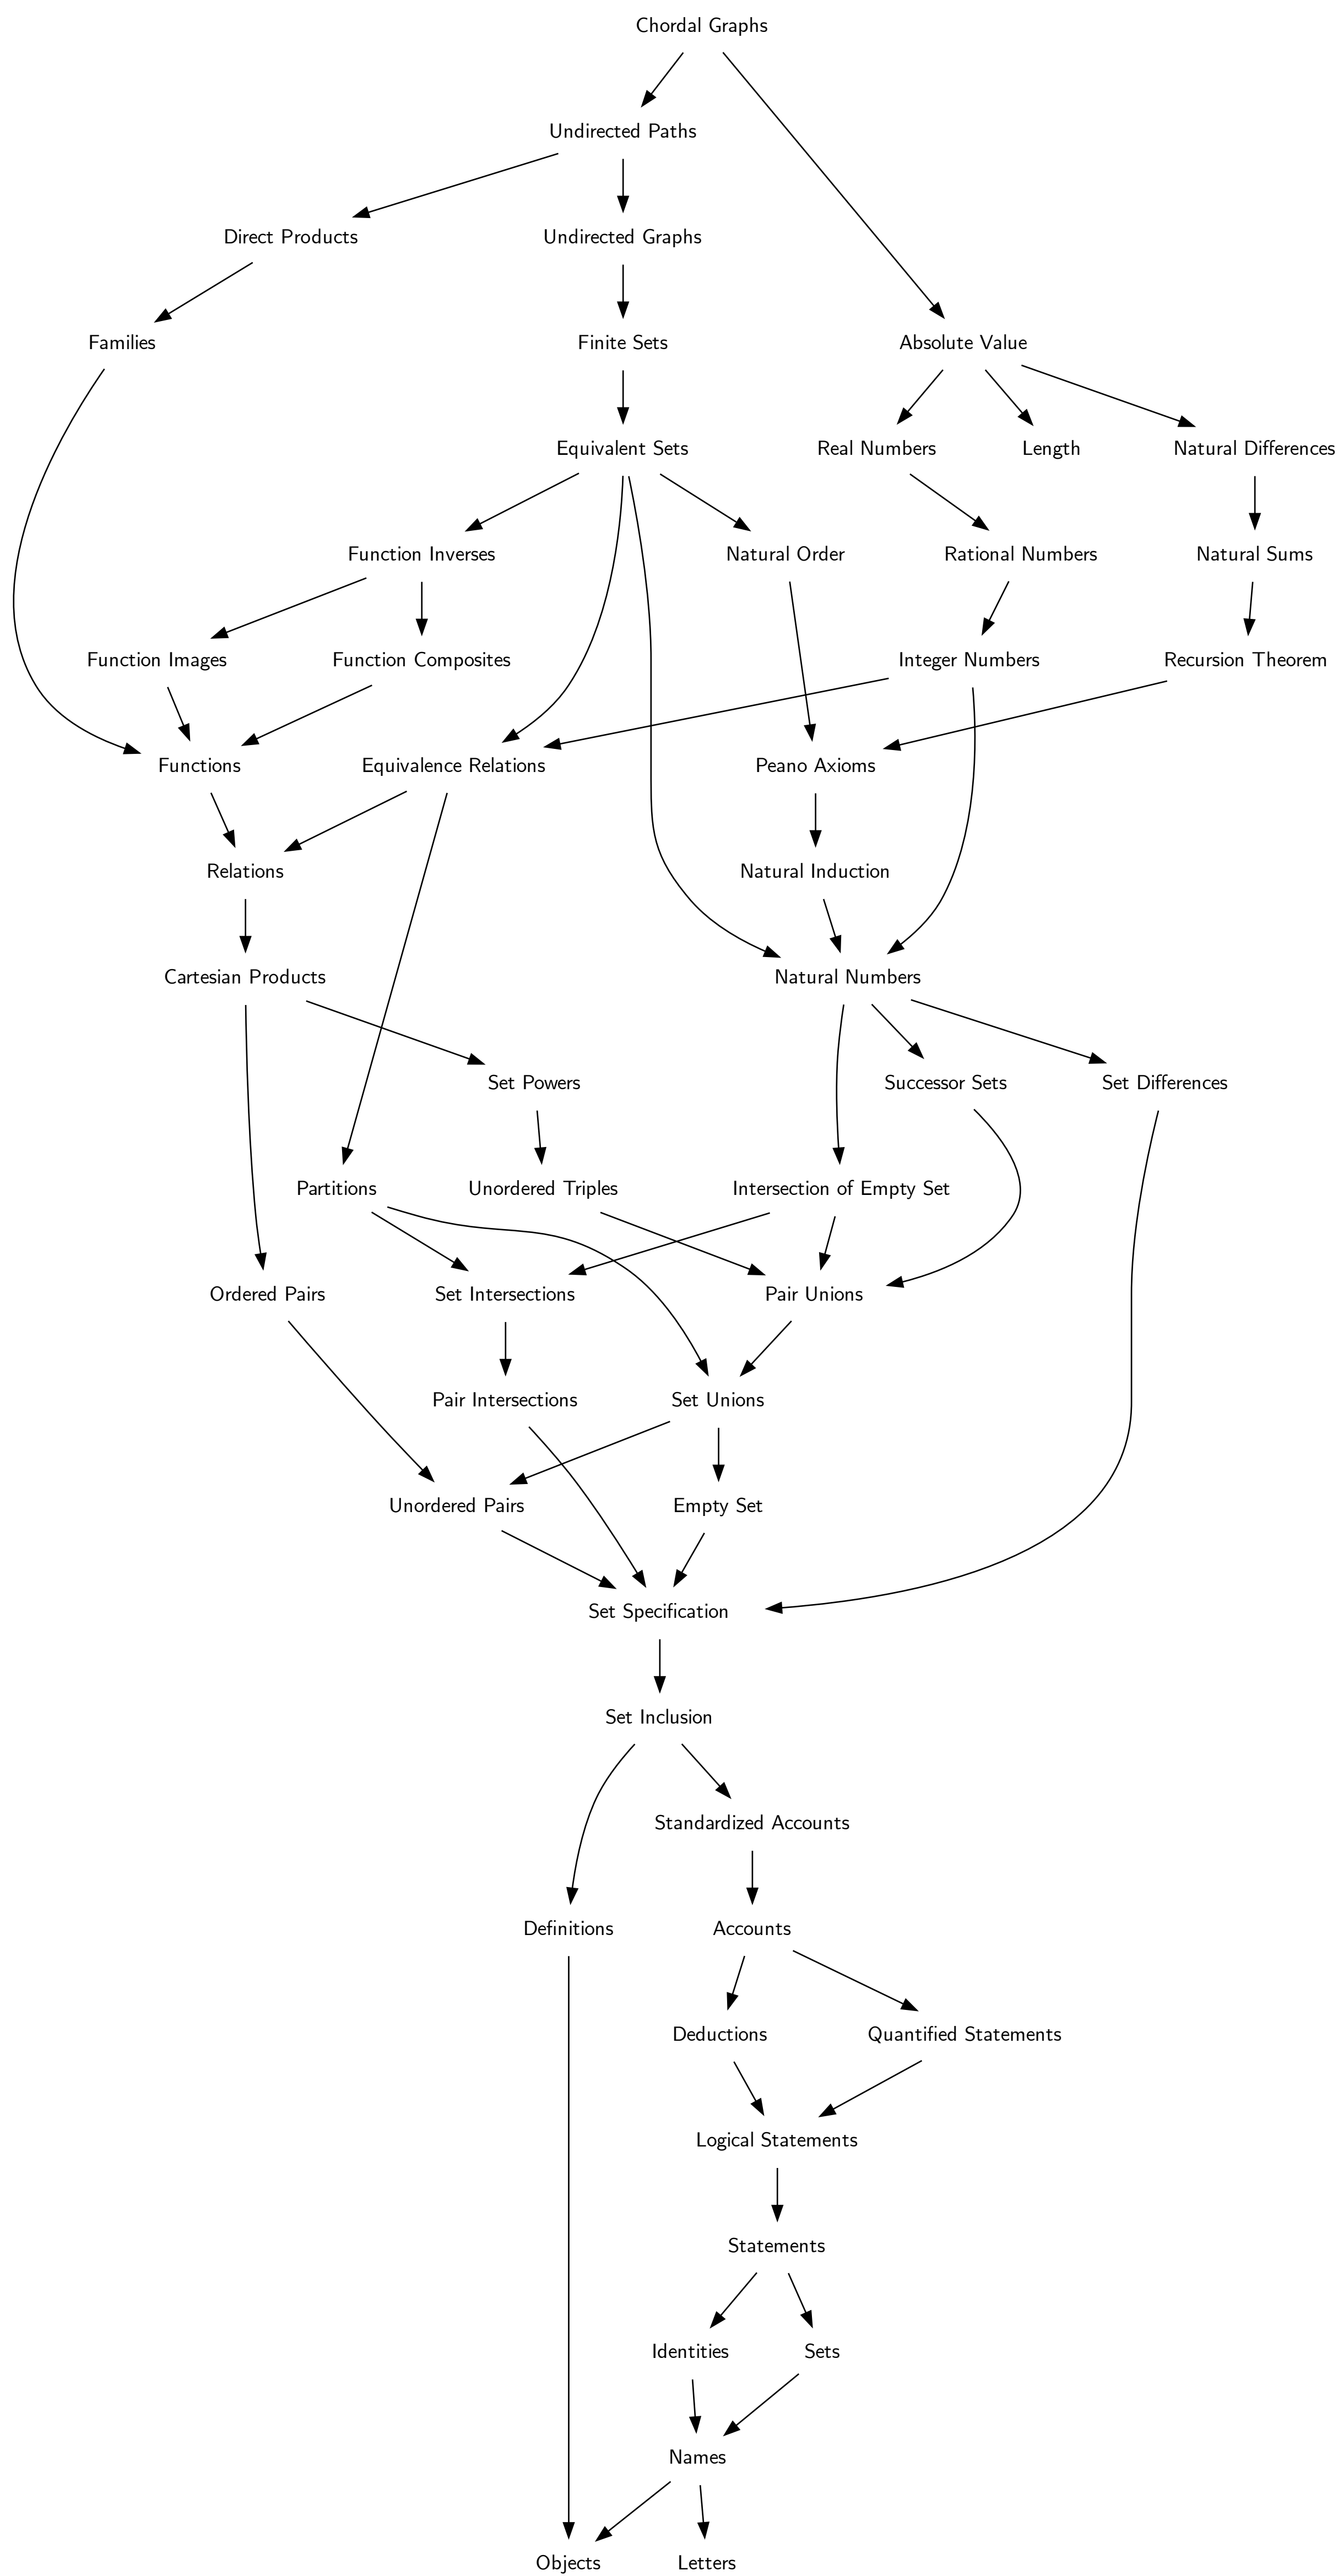 Chordal Graphs
Undirected Paths
Direct Products
Undirected Graphs
Families
Finite Sets
Absolute Value
Equivalent Sets
Real Numbers
Length
Natural Differences
Function Inverses
Natural Order
Rational Numbers
Natural Sums
Function Images
Function Composites
Integer Numbers
Recursion Theorem
Functions
Equivalence Relations
Peano Axioms
Relations
Natural Induction
Cartesian Products
Natural Numbers
Set Powers
Successor Sets
Set Differences
Partitions
Unordered Triples
Intersection of Empty Set
Ordered Pairs
Set Intersections
Pair Unions
Pair Intersections
Set Unions
Unordered Pairs
Empty Set
Set Specification
Set Inclusion
Standardized Accounts
Definitions
Accounts
Deductions
Quantified Statements
Logical Statements
Statements
Identities
Sets
Names
Objects
Letters